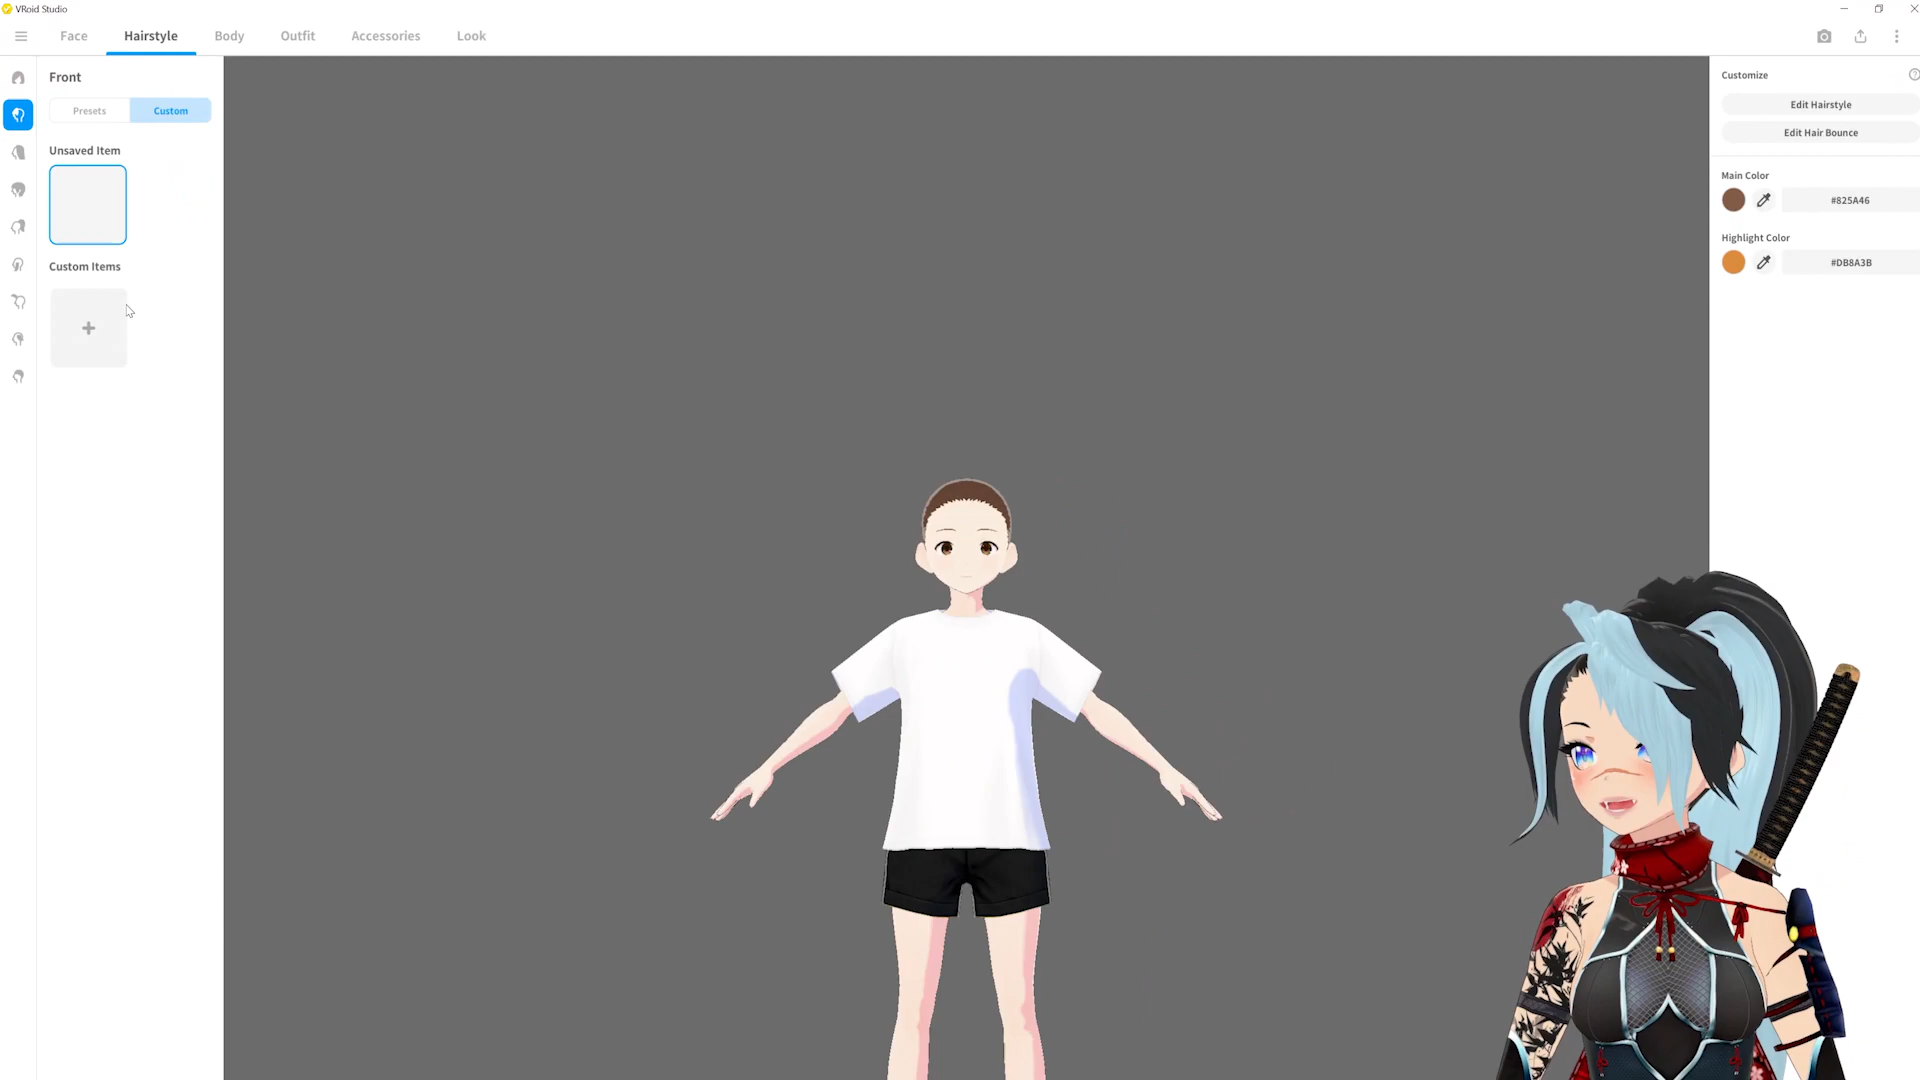 VRoid Studio
Face
Hairstyle
Body
Outfit
Accessories
Look
Front
Presets
Custom
Unsaved Item
Custom Items
Customize
Edit Hairstyle
Edit Hair Bounce
Main Color
#825A46
Highlight Color
#DB8A3B